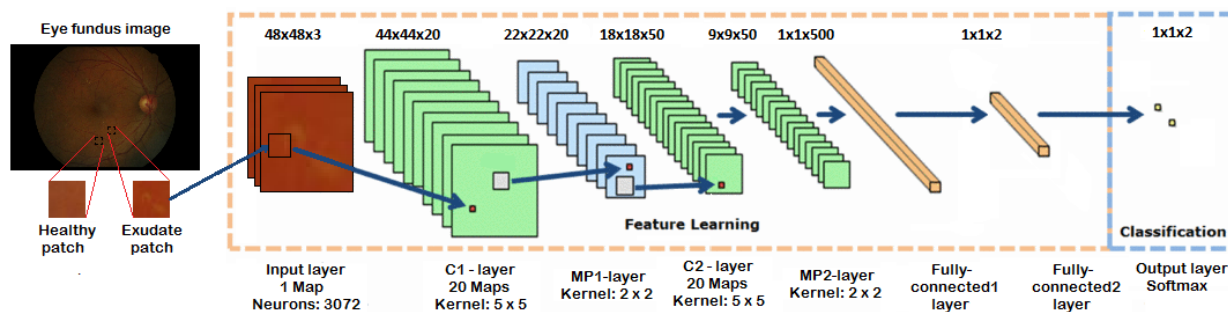 Eye fundus image
48x48x3
44x44x20
22x22x20
18x18x50
9x9x50
1x1x500
1x1x2
1x1x2
Healthy
patch
Exudate
patch
Feature Learning
Classification
Input layer
1 Map
Neurons: 3072
C1 - layer
20 Maps
Kernel: 5 x 5
MP1-layer
Kernel: 2 x 2
C2 - layer
20 Maps
Kernel: 5 x 5
MP2-layer
Kernel: 2 x 2
Fully-
connected1
layer
Fully-
connected2
layer
Output layer
Softmax